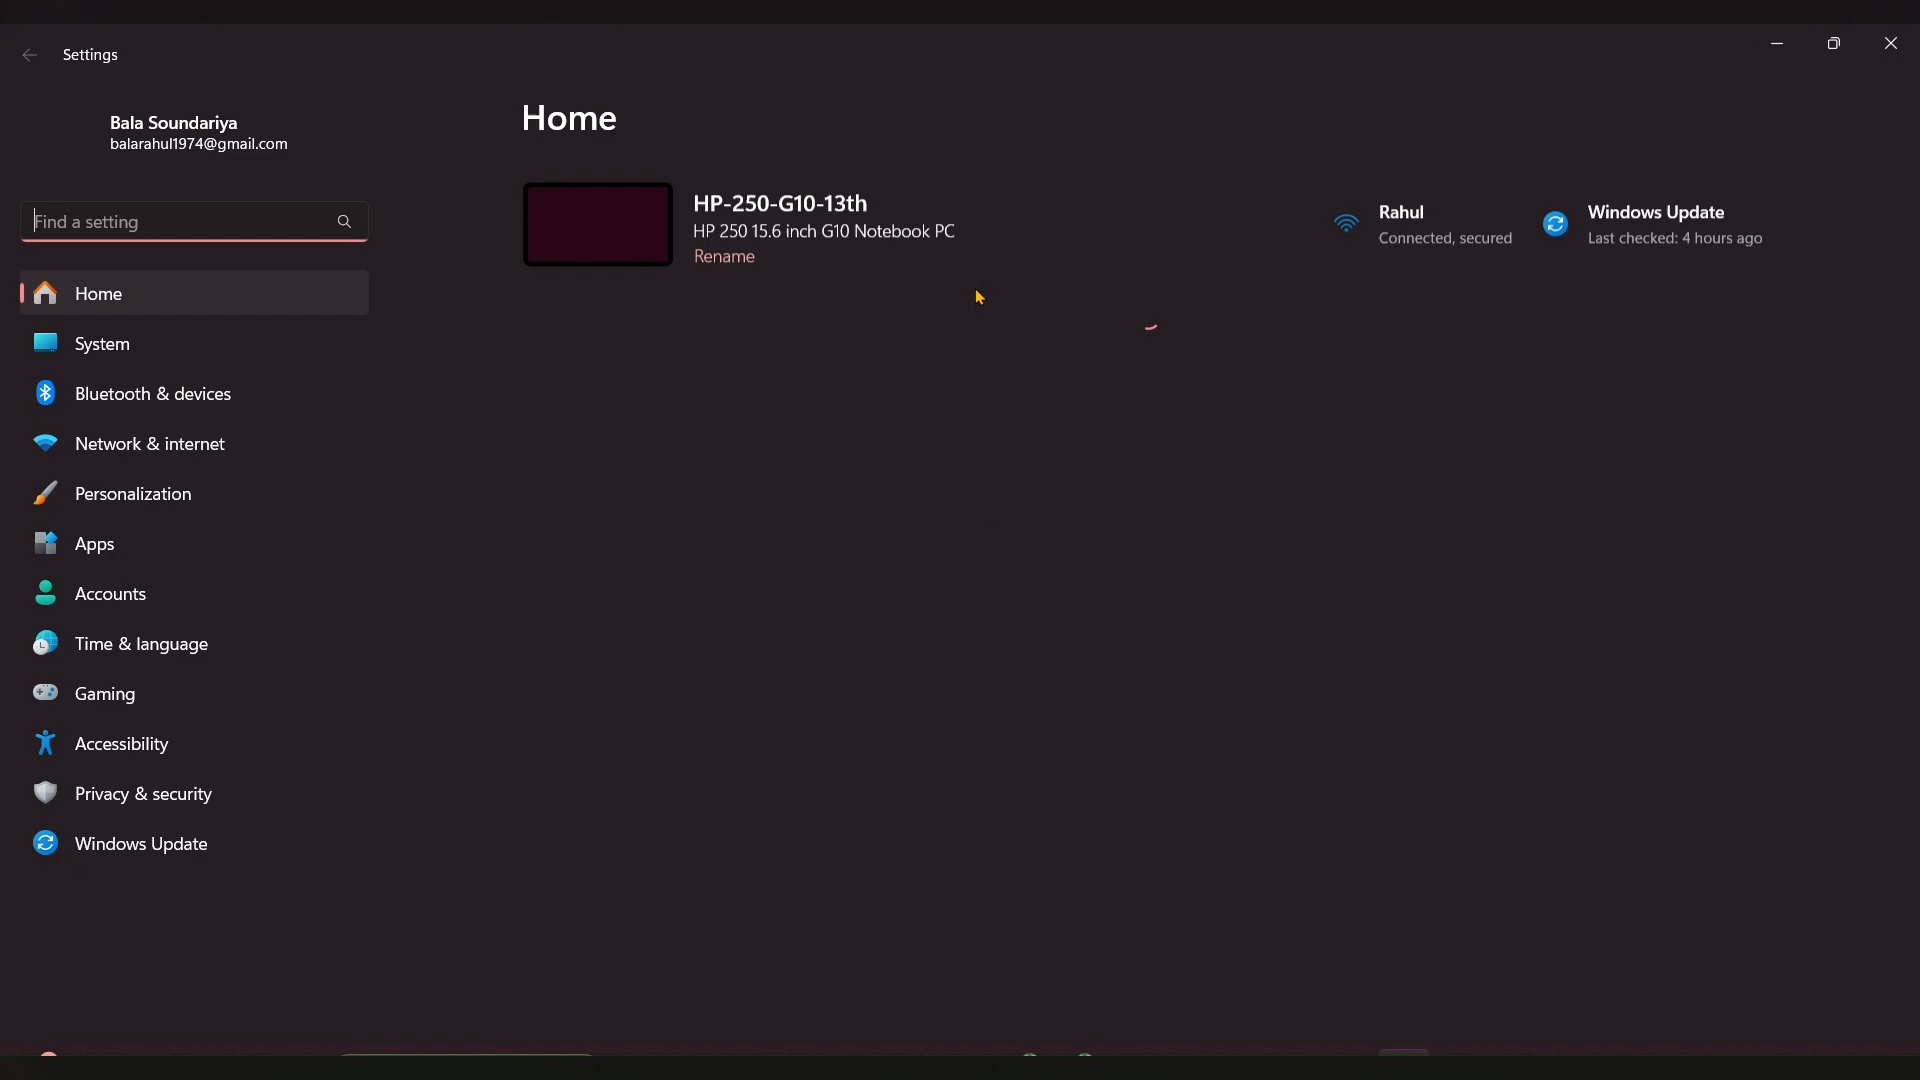 Settings
Bala Soundariya
balarahul1974@gmail.com
Find a setting
Home
System
Bluetooth & devices
Network & internet
Personalization
Apps
Accounts
Time & language
Gaming
Accessibility
Privacy & security
Windows Update
Home
HP-250-G10-13th
HP 250 15.6 inch G10 Notebook PC
Rename
Rahul
Connected, secured
Windows Update
Last checked: 4 hours ago